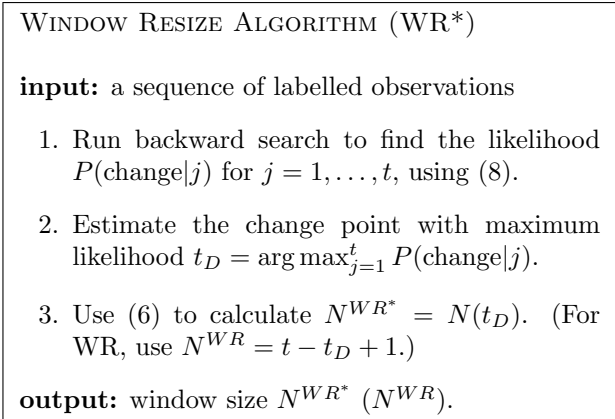 WINDOW RESIZE ALGORITHM (WR*)
input: a sequence of labelled observations
1. Run backward search to find the likelihood
P(change|j) for j = 1, . . . , t, using (8).
2. Estimate the change point with maximum
likelihood t_D = arg max_{j=1}^t P(change|j).
3. Use (6) to calculate N^{WR*} = N(t_D). (For
WR, use N^{WR} = t − t_D + 1.)
output: window size N^{WR*} (N^{WR}).